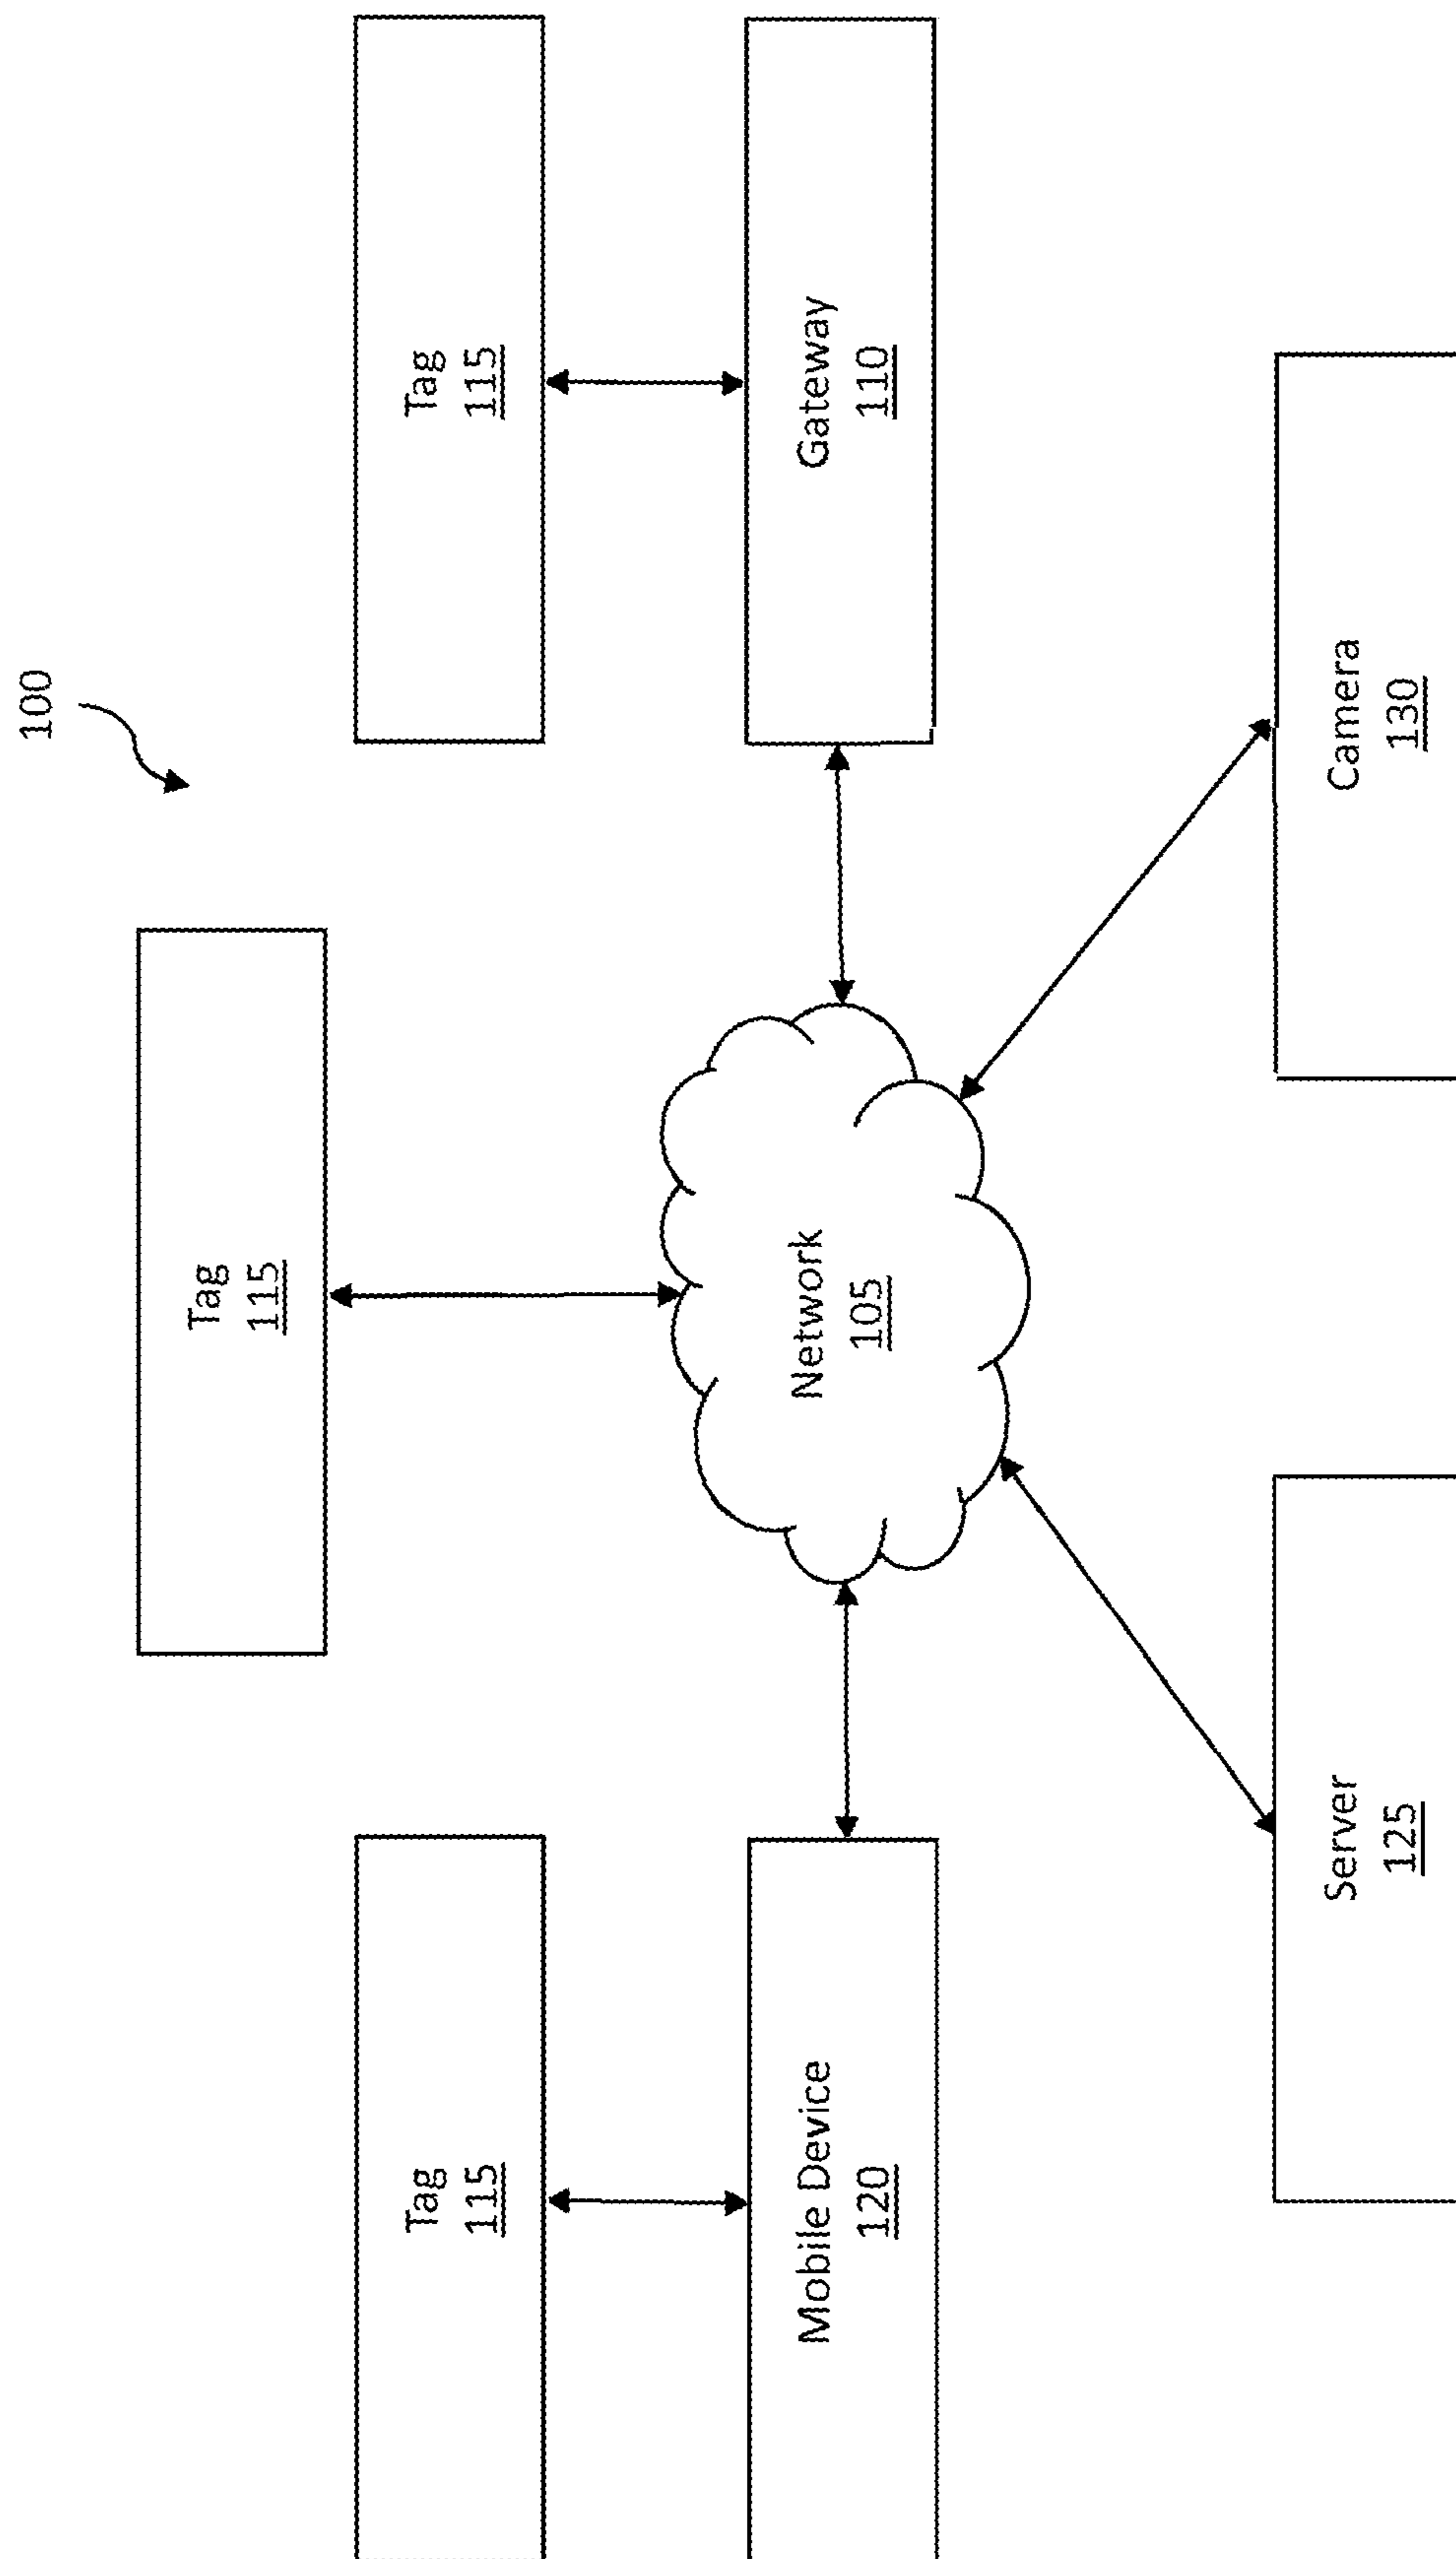 100
Tag
115
Tag
115
Tag
115
Mobile Device
120
Network
105
Gateway
110
Server
125
Camera
130